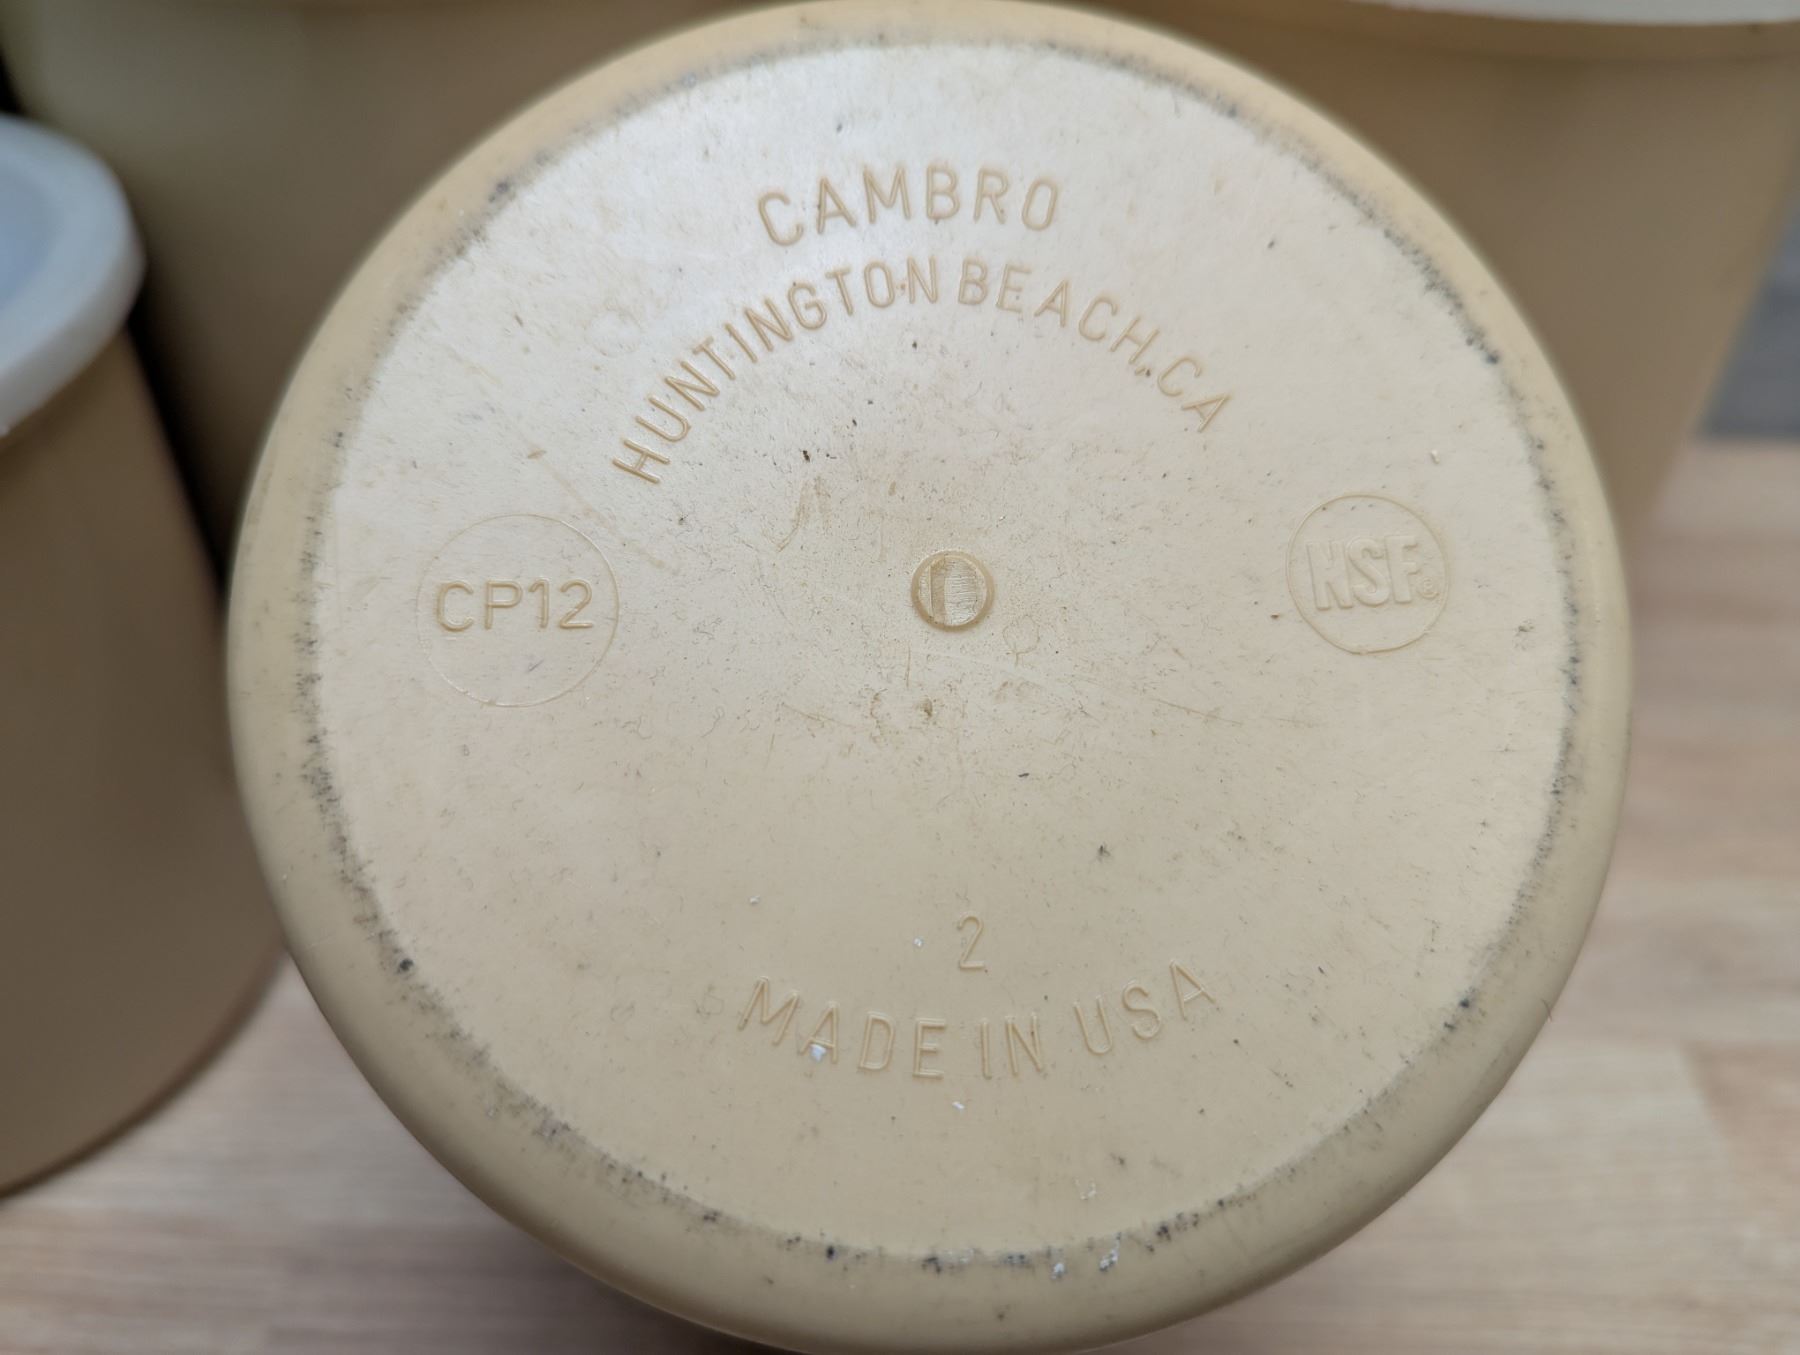 CAMBRO
HUNTINGTON BEACH, CA
CP12
NSF®
2
MADE IN USA